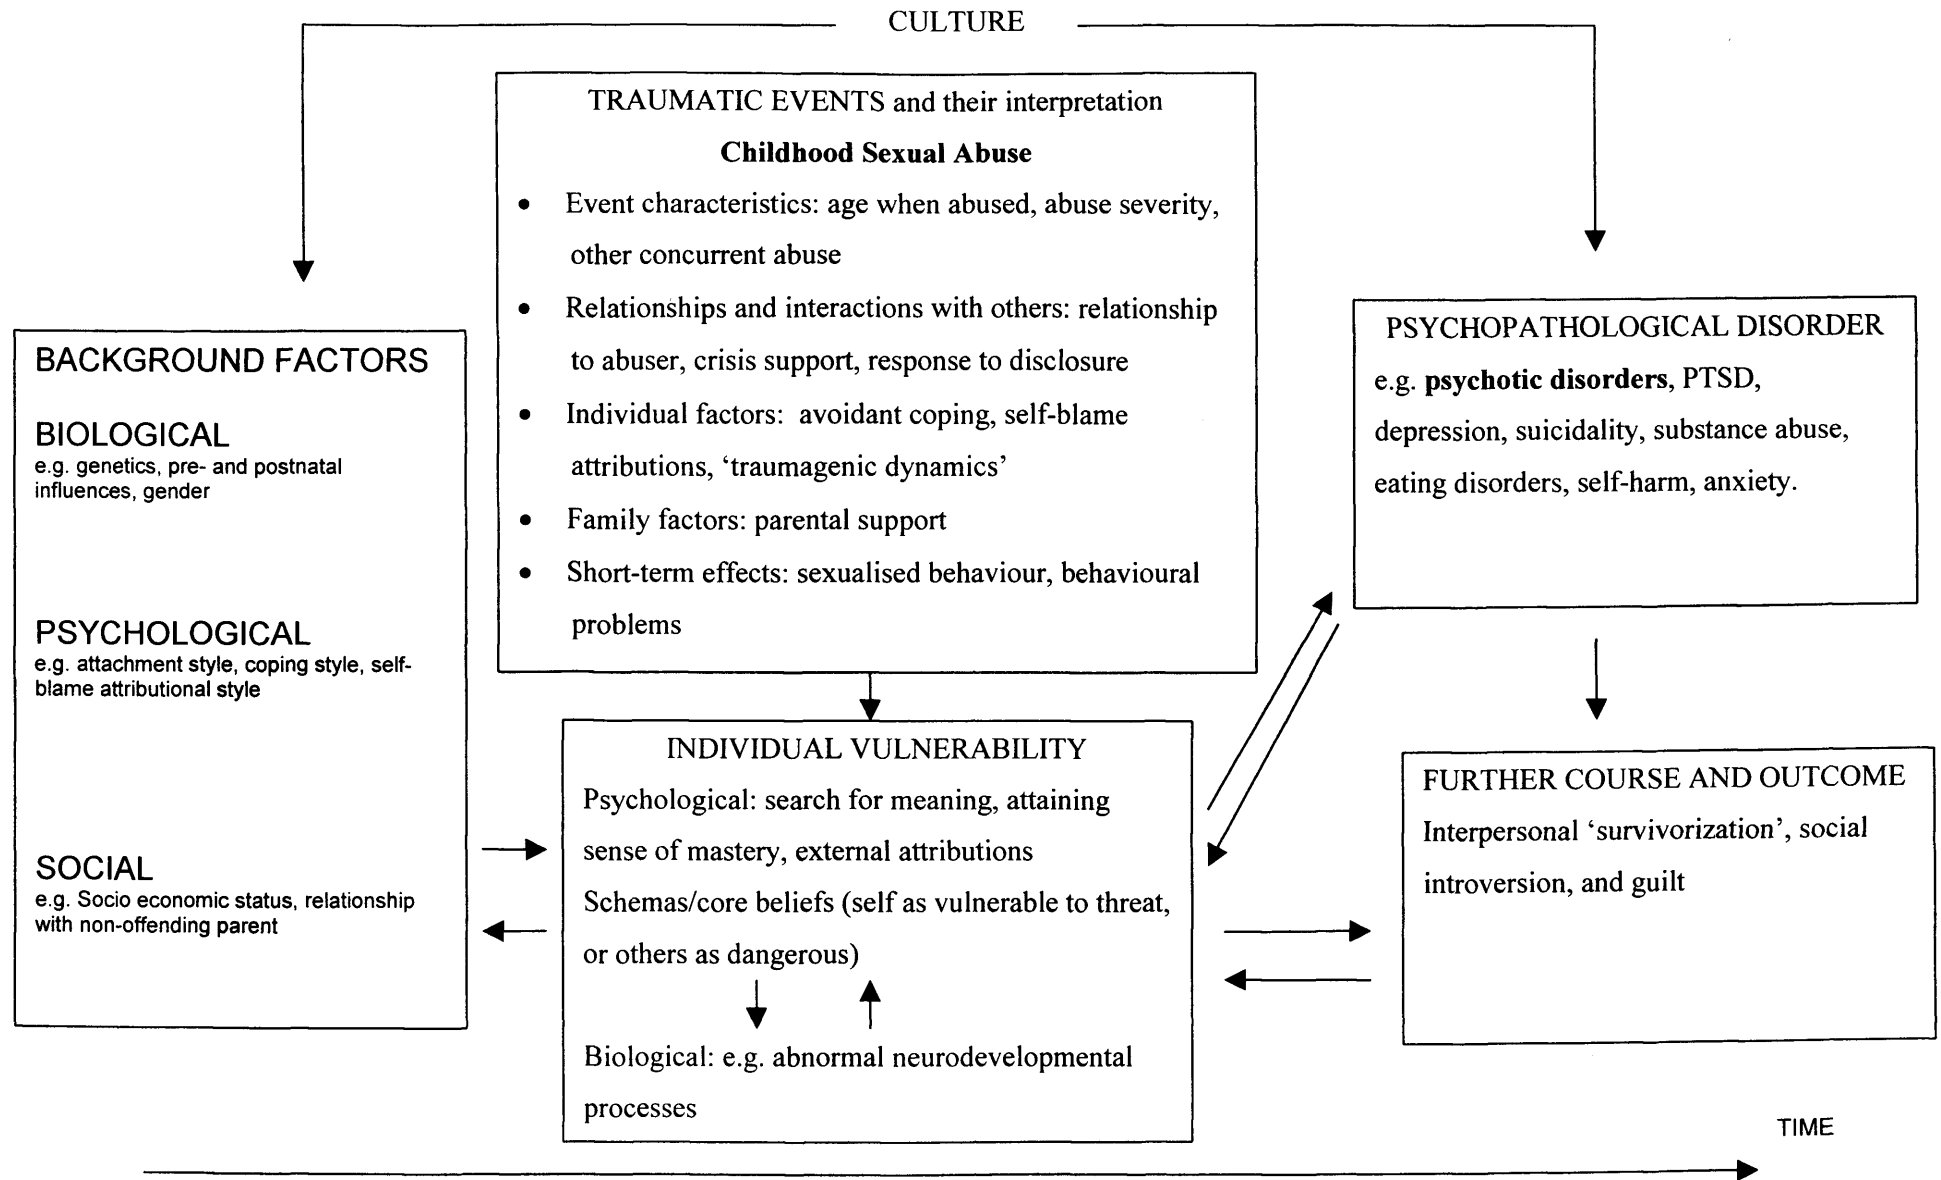 CULTURE
TRAUMATIC EVENTS and their interpretation
Childhood Sexual Abuse
• Event characteristics: age when abused, abuse severity,
other concurrent abuse
• Relationships and interactions with others: relationship
to abuser, crisis support, response to disclosure
• Individual factors: avoidant coping, self-blame
attributions, ‘traumagenic dynamics’
• Family factors: parental support
• Short-term effects: sexualised behaviour, behavioural
problems
BACKGROUND FACTORS
BIOLOGICAL
e.g. genetics, pre- and postnatal
influences, gender
PSYCHOLOGICAL
e.g. attachment style, coping style, self-
blame attributional style
SOCIAL
e.g. Socio economic status, relationship
with non-offending parent
INDIVIDUAL VULNERABILITY
Psychological: search for meaning, attaining
sense of mastery, external attributions
Schemas/core beliefs (self as vulnerable to threat,
or others as dangerous)
Biological: e.g. abnormal neurodevelopmental
processes
PSYCHOPATHOLOGICAL DISORDER
e.g. psychotic disorders, PTSD,
depression, suicidality, substance abuse,
eating disorders, self-harm, anxiety.
FURTHER COURSE AND OUTCOME
Interpersonal ‘survivorization’, social
introversion, and guilt
TIME